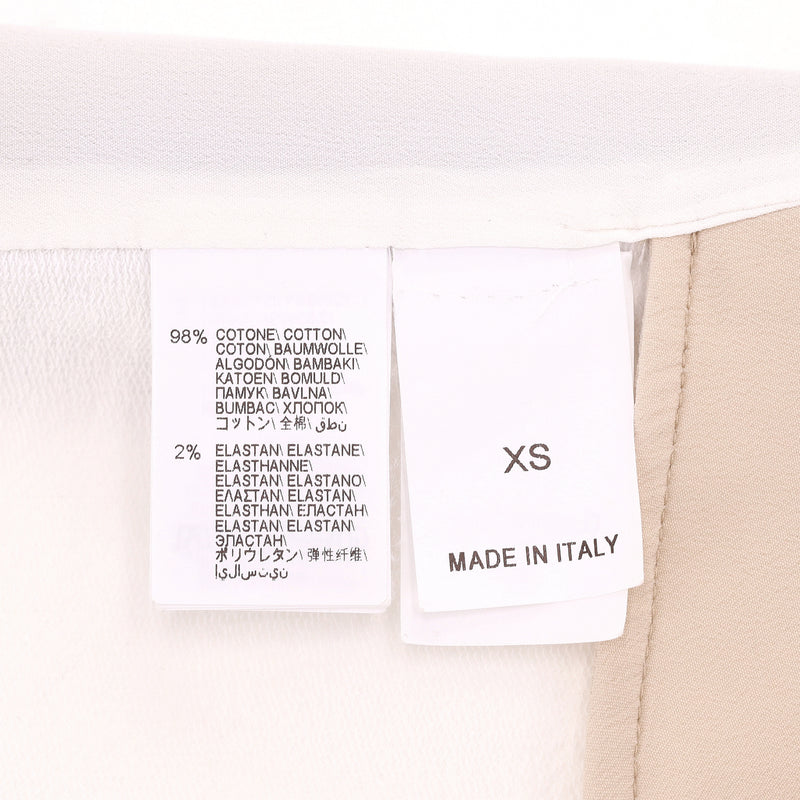 98% COTONE\ COTTON\
COTON\ BAUMWOLLE\
ALGODÓN\ BAMBAKI\
KATOEN\ BOMULD\
ПАМУК\ BAVLNA\
BUMBAC\ ХЛОПОК\
コットン\ 全棉\ قطن\
2% ELASTAN\ ELASTANE\
ELASTHANNE\
ELASTAN\ ELASTANO\
ΕΛΑΣΤΑΝ\ ELASTAN\
ELASTHAN\ ЕЛАСТАН\
ELASTAN\ ELASTAN\
ЭЛАСТАН\
ポリウレタン\ 弹性纤维\
إيلاستين\
XS
MADE IN ITALY